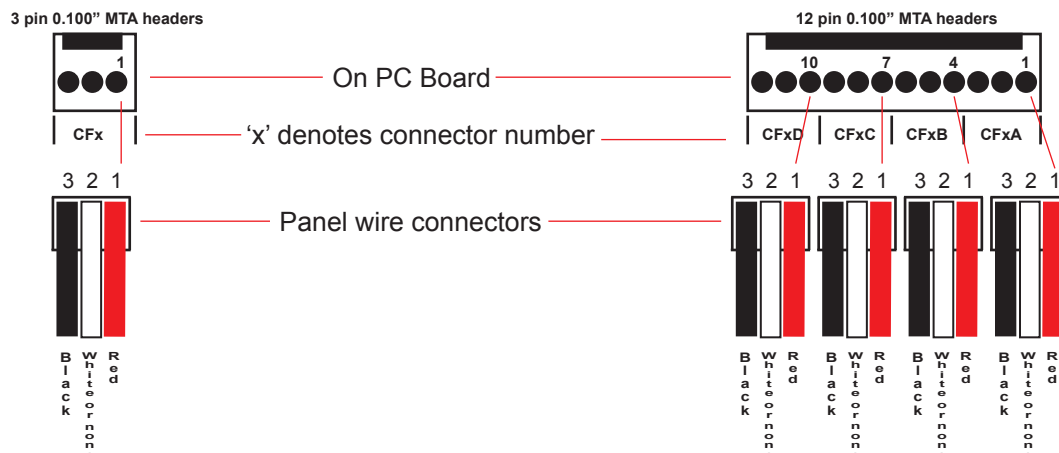 3 pin 0.100” MTA headers
12 pin 0.100” MTA headers
1
On PC Board
10 7 4 1
CFx
‘x’ denotes connector number
CFxD CFxC CFxB CFxA
3 2 1
3 2 1 3 2 1 3 2 1 3 2 1
Panel wire connectors
Black
White or non
Red
Black
White or non
Red
Black
White or non
Red
Black
White or non
Red
Black
White or non
Red